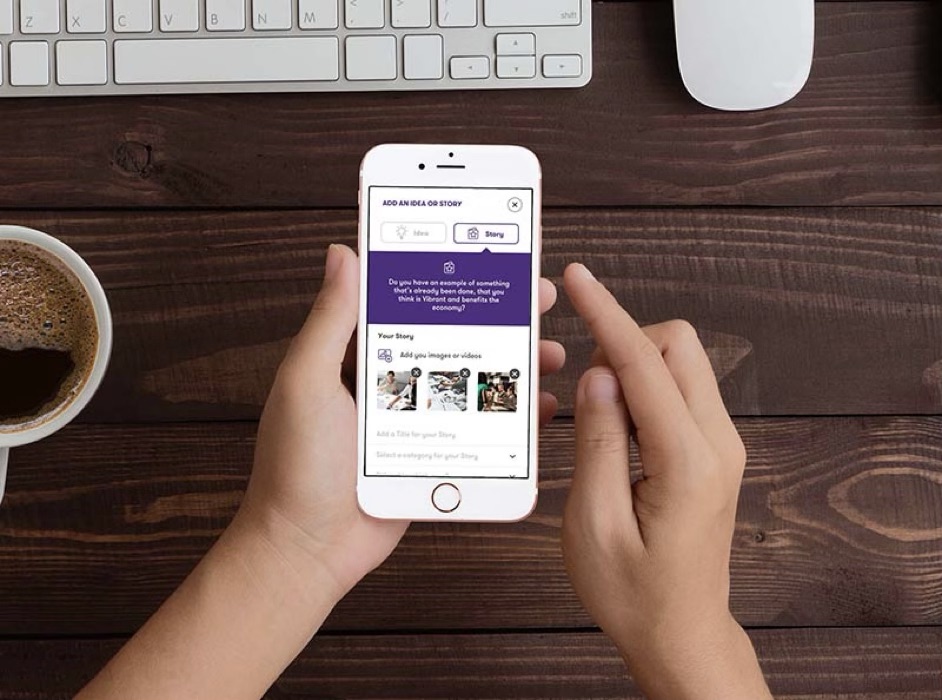 Z X C V B N M < , > . / shift
ADD AN IDEA OR STORY
Idea Story
Do you have an example of something
that's already been done, that you
think is Vibrant and benefits the
economy?
Your Story
Add you images or videos
Add a Title for your Story
Select a category for your Story